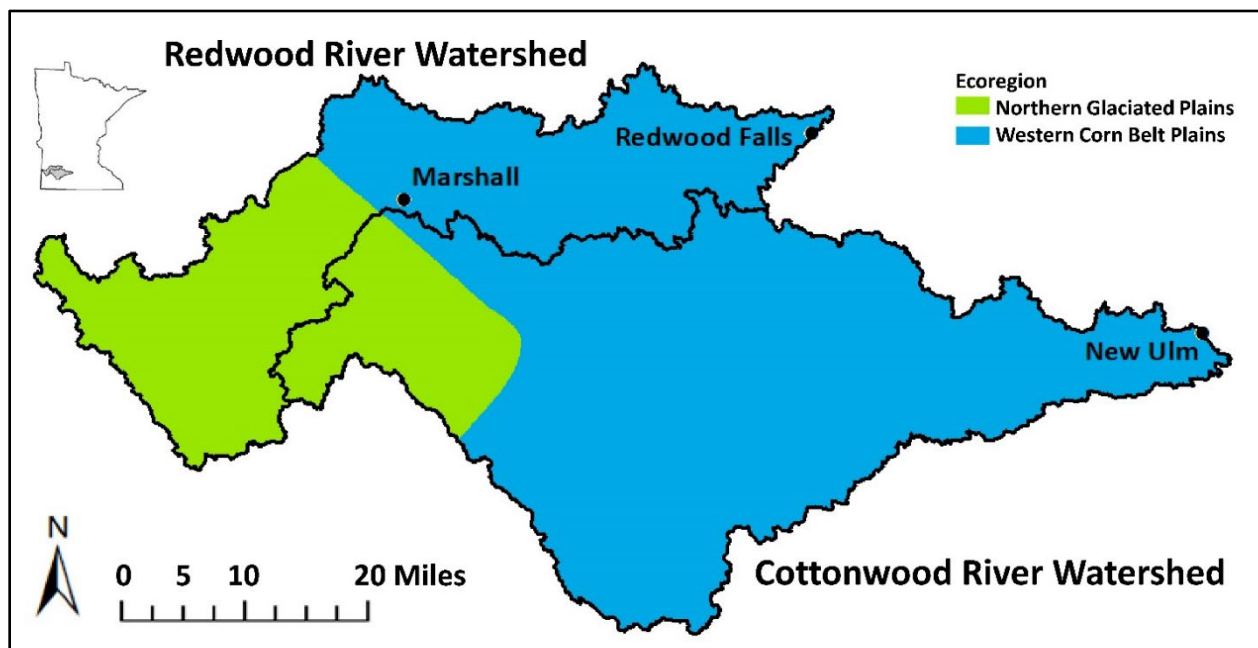 Redwood River Watershed
Ecoregion
Northern Glaciated Plains
Western Corn Belt Plains
Redwood Falls
Marshall
New Ulm
N
0 5 10 20 Miles
Cottonwood River Watershed